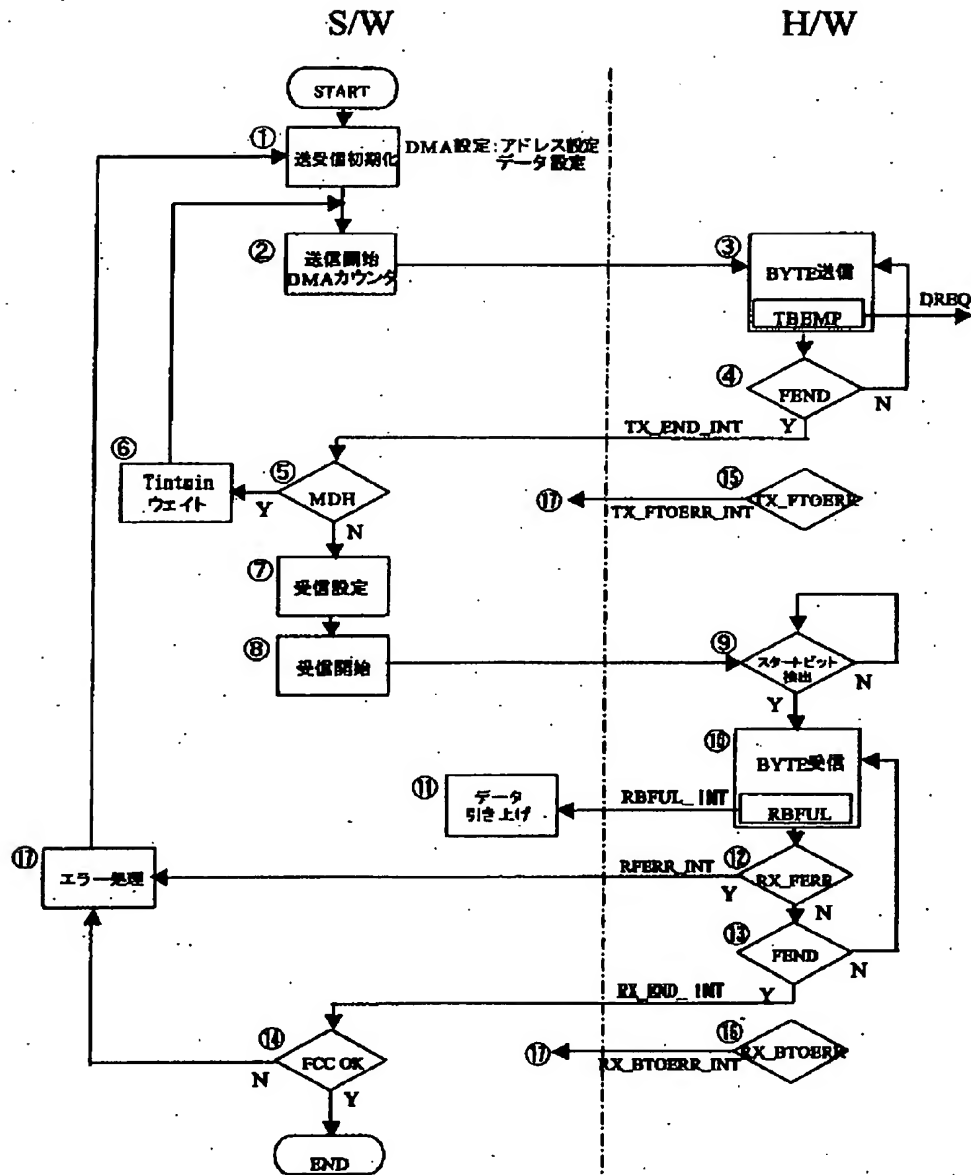 S/W
H/W
START
①
送受信初期化
DMA設定:アドレス設定
データ設定
②
送信開始
DMAカウンタ
③
BYTE送信
TBEMP
DREQ
④
FEND
N
Y
TX_END_INT
⑥
Tintmin
ウェイト
⑤
MDH
Y
N
⑮
TX_FTOERR
⑰
TX_FTOERR_INT
⑦
受信設定
⑧
受信開始
⑨
スタートビット
検出
N
Y
⑩
BYTE受信
RBFUL
⑪
データ
引き上げ
RBFUL_INT
⑰
エラー処理
RFERR_INT
⑫
RX_FERR
Y
N
⑬
FEND
N
Y
RX_END_INT
⑭
FCC OK
N
Y
⑯
RX_BTOERR
⑰
RX_BTOERR_INT
END